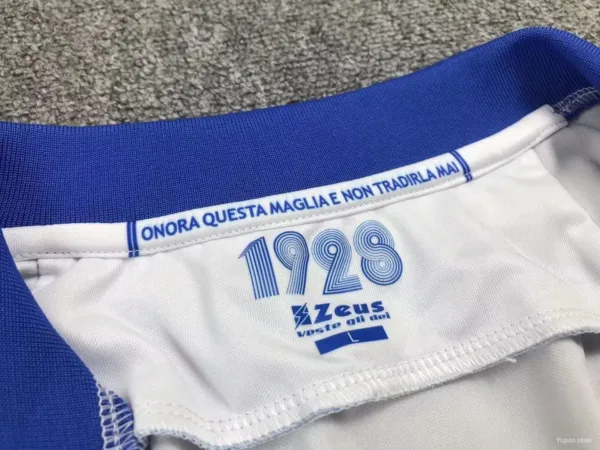 ONORA QUESTA MAGLIA E NON TRADIRLA MAI
1928
Zeus
veste gli dei
L